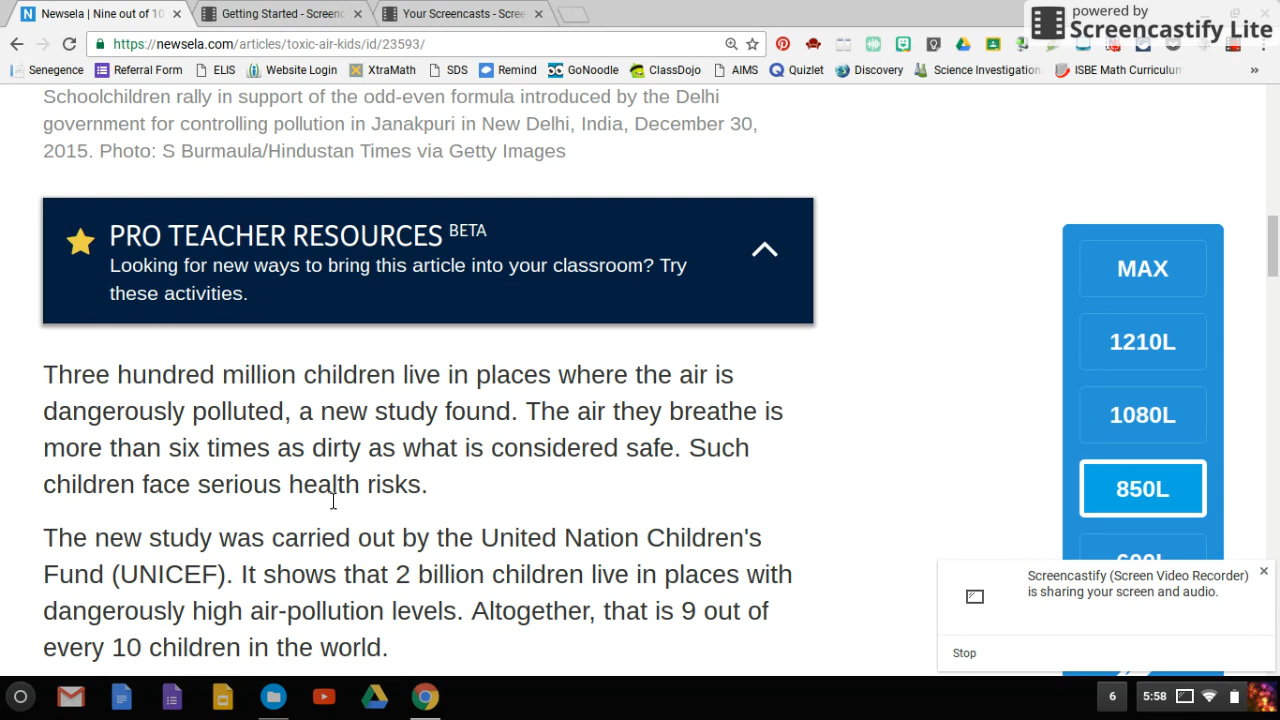 Newsela | Nine out of 10
Getting Started - Screenc
Your Screencasts - Scree
powered by
Screencastify Lite
https://newsela.com/articles/toxic-air-kids/id/23593/
Senegence
Referral Form
ELIS
Website Login
XtraMath
SDS
Remind
GoNoodle
ClassDojo
AIMS
Quizlet
Discovery
Science Investigation
ISBE Math Curriculum
»
Schoolchildren rally in support of the odd-even formula introduced by the Delhi
government for controlling pollution in Janakpuri in New Delhi, India, December 30,
2015. Photo: S Burmaula/Hindustan Times via Getty Images
PRO TEACHER RESOURCES BETA
Looking for new ways to bring this article into your classroom? Try
these activities.
Three hundred million children live in places where the air is
dangerously polluted, a new study found. The air they breathe is
more than six times as dirty as what is considered safe. Such
children face serious health risks.
The new study was carried out by the United Nation Children's
Fund (UNICEF). It shows that 2 billion children live in places with
dangerously high air-pollution levels. Altogether, that is 9 out of
every 10 children in the world.
MAX
1210L
1080L
850L
Screencastify (Screen Video Recorder)
is sharing your screen and audio.
Stop
6
5:58